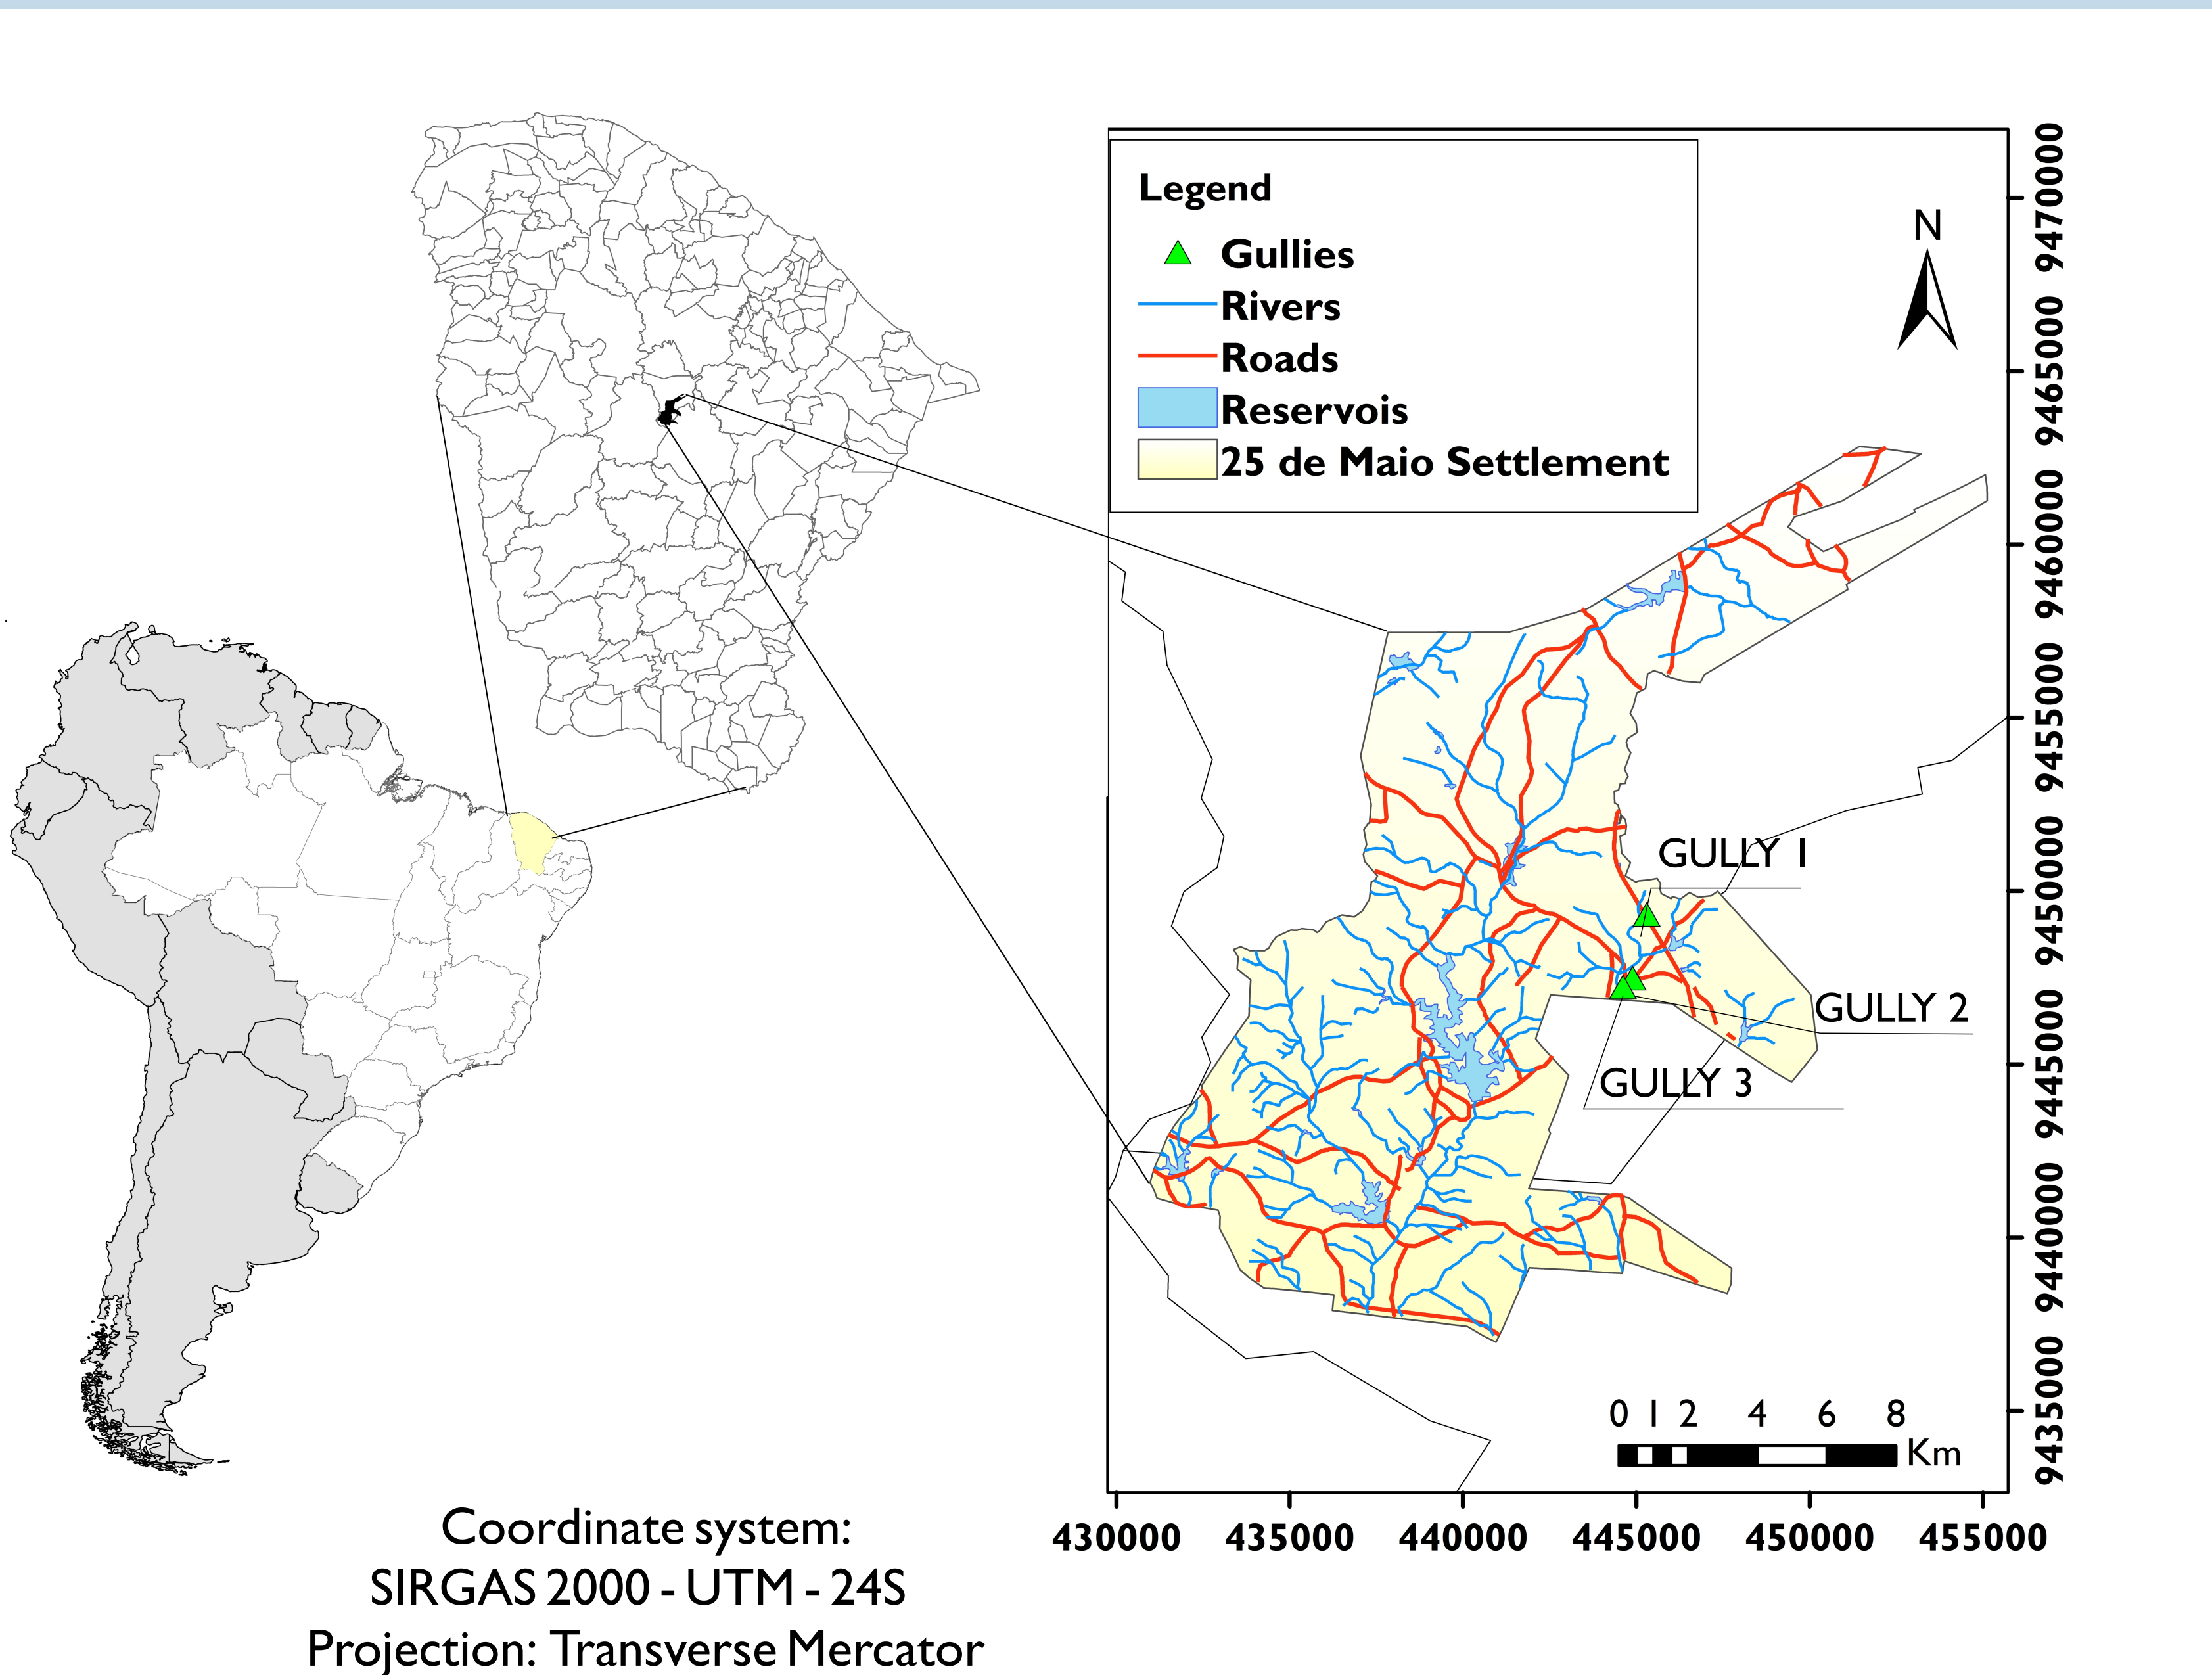 Legend
Gullies
Rivers
Roads
Reservois
25 de Maio Settlement
N
GULLY 1
GULLY 2
GULLY 3
0 1 2 4 6 8
Km
9470000
9465000
9460000
9455000
9450000
9445000
9440000
9435000
430000 435000 440000 445000 450000 455000
Coordinate system:
SIRGAS 2000 - UTM - 24S
Projection: Transverse Mercator